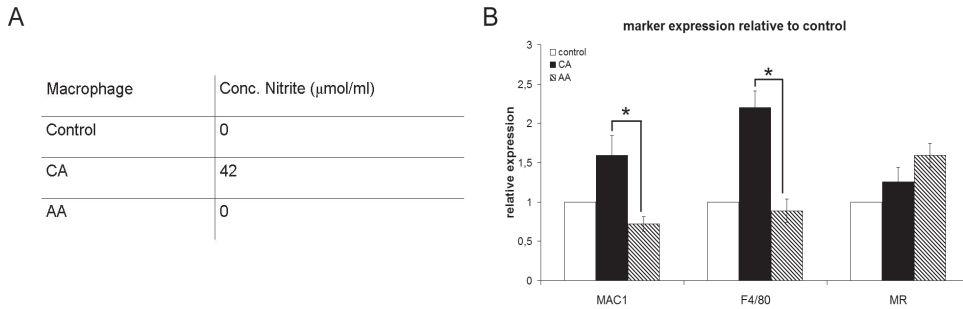 A
Macrophage Conc. Nitrite (μmol/ml)
Control 0
CA 42
AA 0
B
marker expression relative to control
control
CA
AA
relative expression
3
2,5
2
1,5
1
0,5
0
*
*
MAC1 F4/80 MR